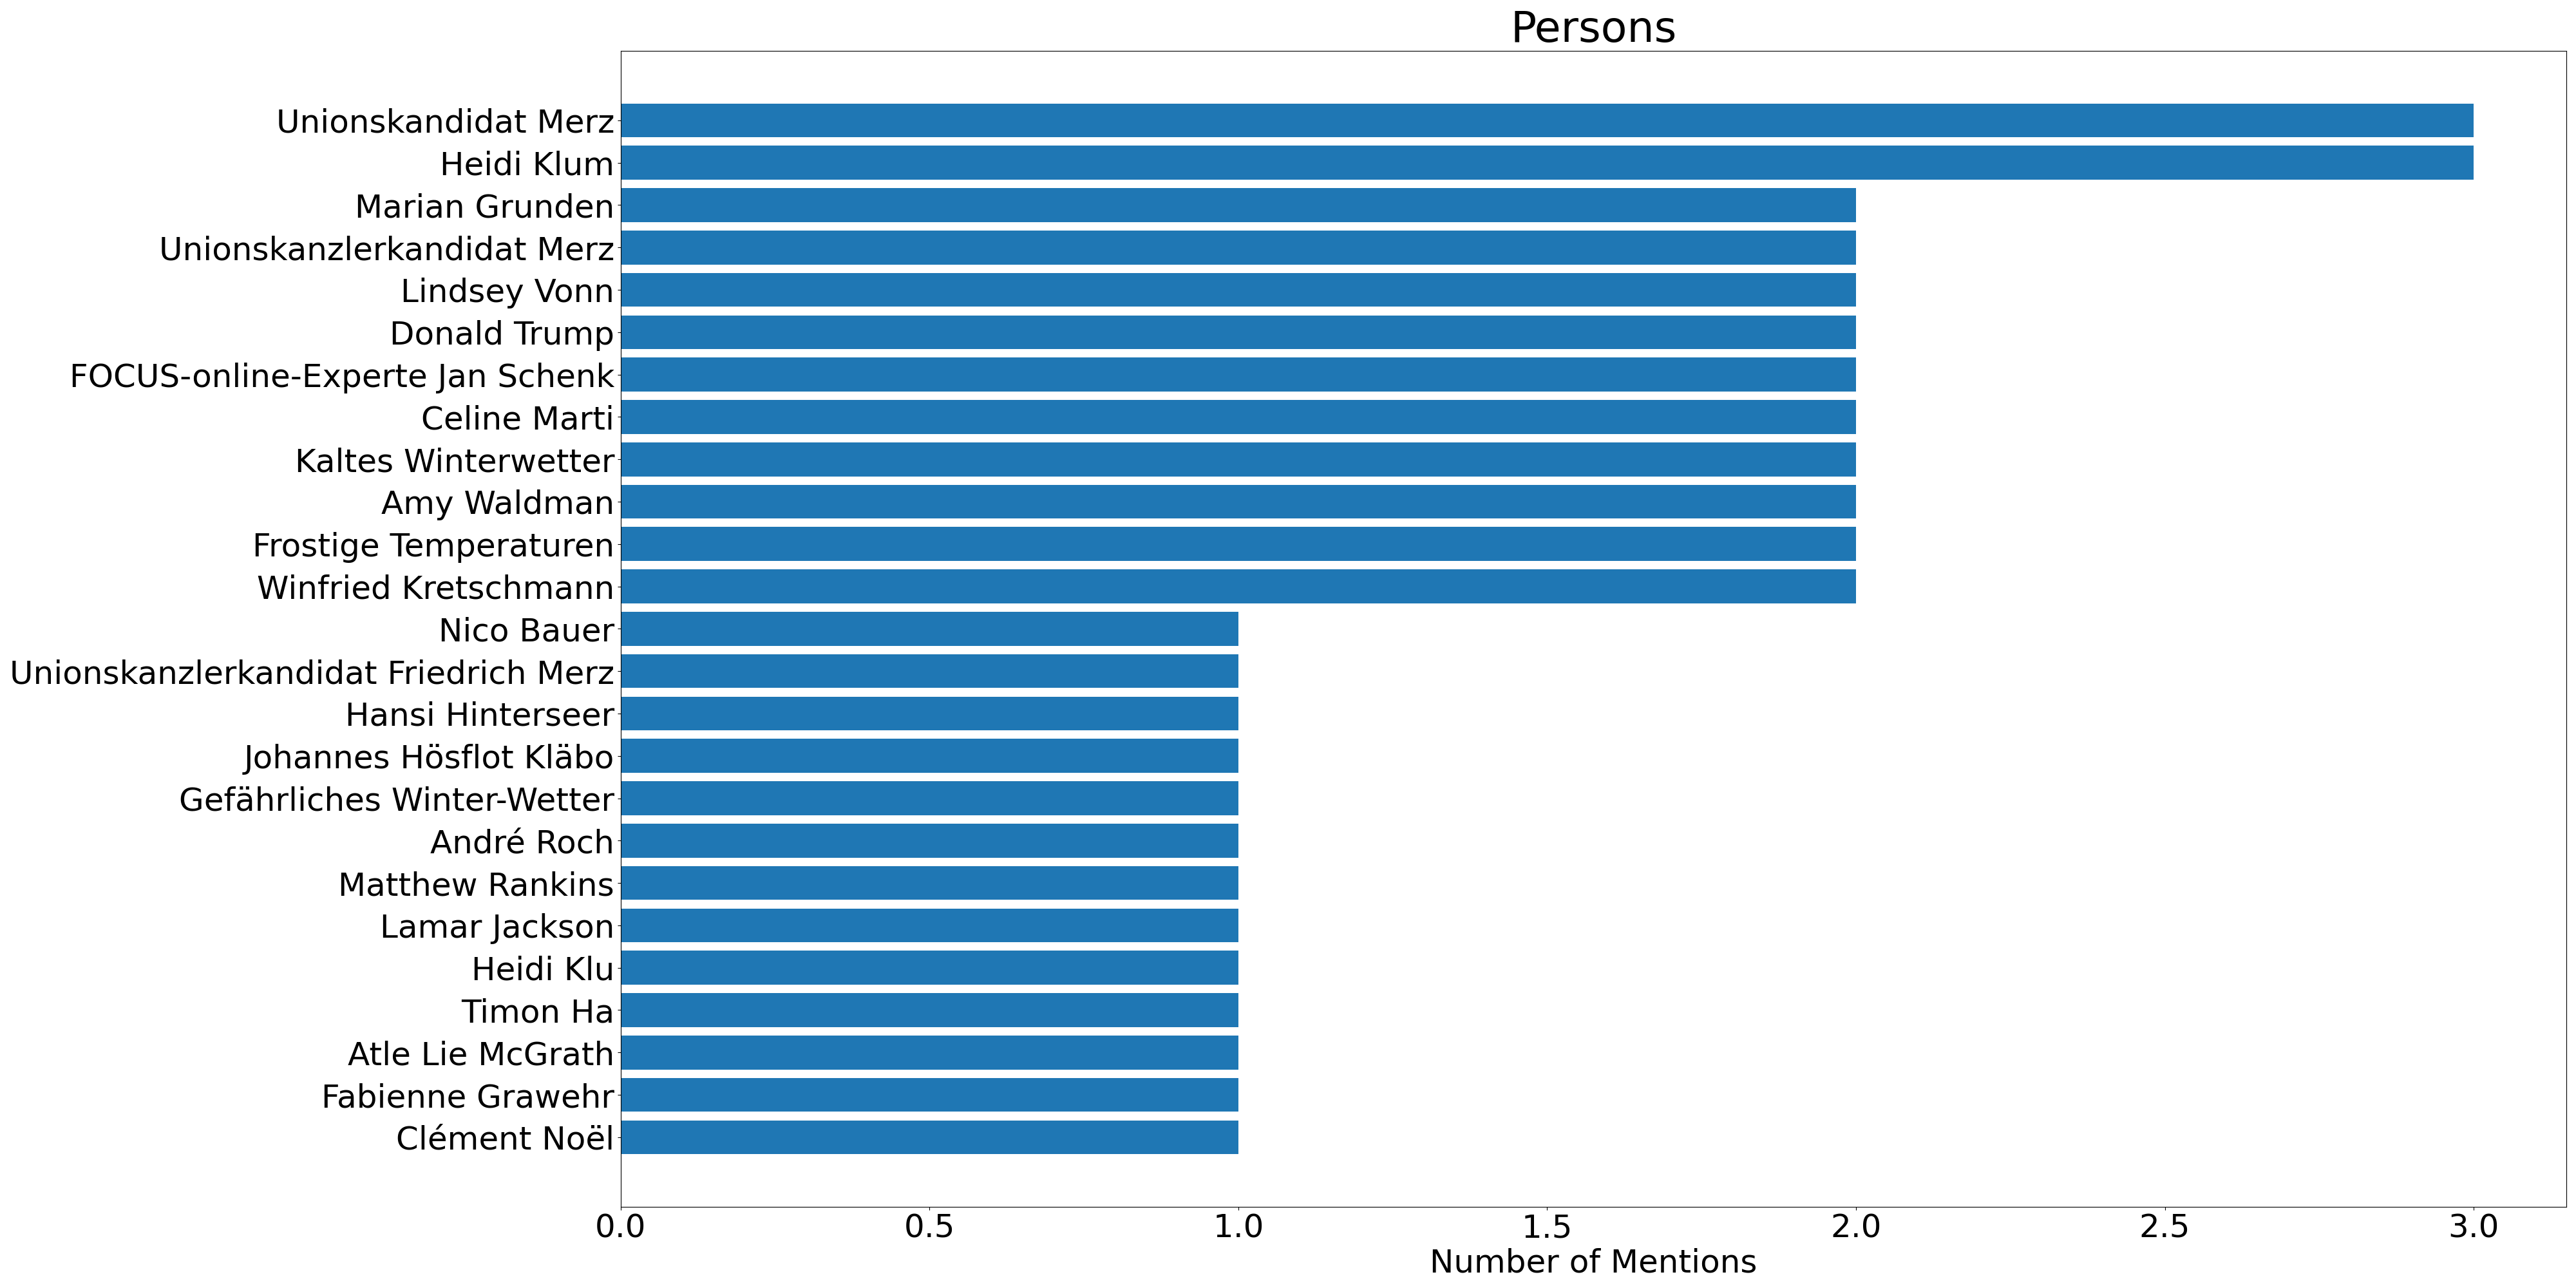 Persons
Unionskandidat Merz
Heidi Klum
Marian Grunden
Unionskanzlerkandidat Merz
Lindsey Vonn
Donald Trump
FOCUS-online-Experte Jan Schenk
Celine Marti
Kaltes Winterwetter
Amy Waldman
Frostige Temperaturen
Winfried Kretschmann
Nico Bauer
Unionskanzlerkandidat Friedrich Merz
Hansi Hinterseer
Johannes Hösflot Kläbo
Gefährliches Winter-Wetter
André Roch
Matthew Rankins
Lamar Jackson
Heidi Klu
Timon Ha
Atle Lie McGrath
Fabienne Grawehr
Clément Noël
0.0 0.5 1.0 1.5 2.0 2.5 3.0
Number of Mentions